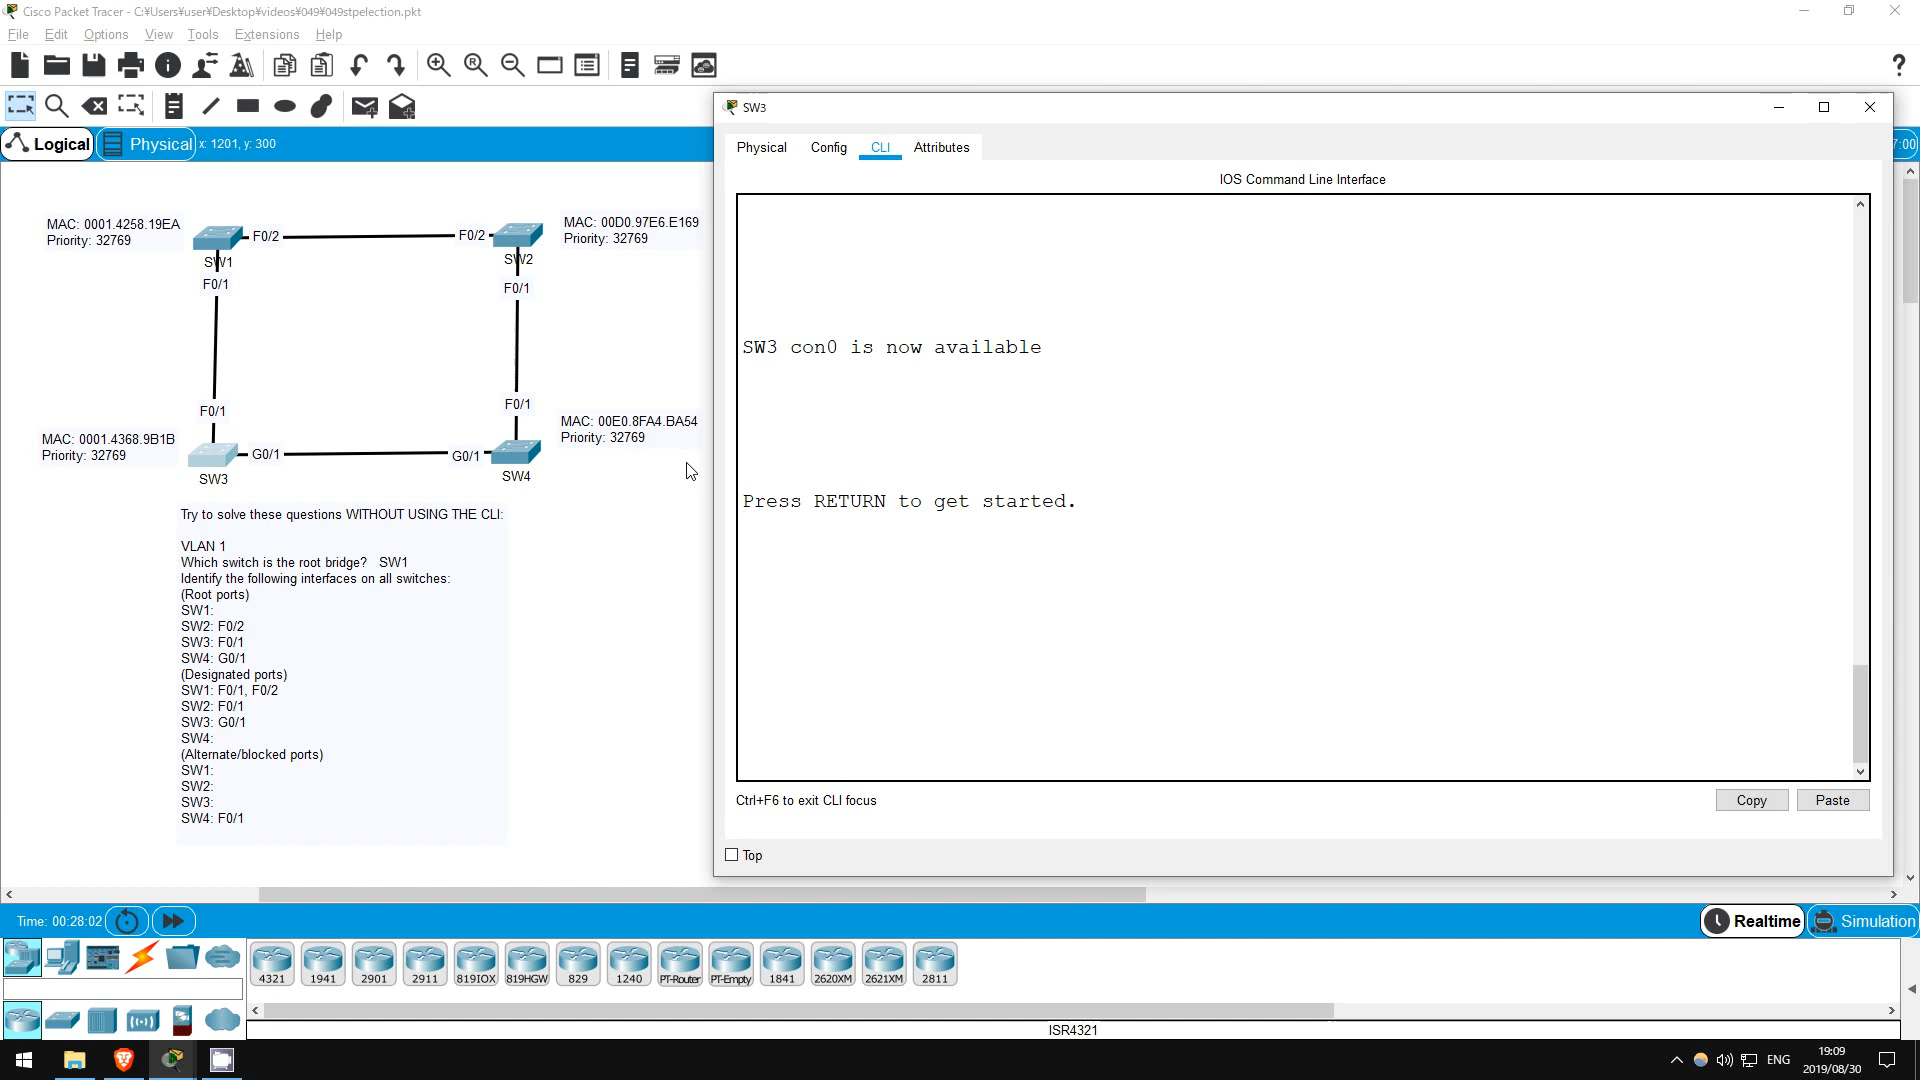 Cisco Packet Tracer - C:¥Users¥user¥Desktop¥videos¥049¥049stpelection.pkt
File Edit Options View Tools Extensions Help
Logical Physical x: 1201, y: 300
7:00
MAC: 0001.4258.19EA
Priority: 32769
SW1
F0/2
F0/1
F0/2
SW2
F0/1
MAC: 00D0.97E6.E169
Priority: 32769
F0/1
F0/1
MAC: 0001.4368.9B1B
Priority: 32769
SW3
G0/1
G0/1
SW4
MAC: 00E0.8FA4.BA54
Priority: 32769
Try to solve these questions WITHOUT USING THE CLI:
VLAN 1
Which switch is the root bridge? SW1
Identify the following interfaces on all switches:
(Root ports)
SW1:
SW2: F0/2
SW3: F0/1
SW4: G0/1
(Designated ports)
SW1: F0/1, F0/2
SW2: F0/1
SW3: G0/1
SW4:
(Alternate/blocked ports)
SW1:
SW2:
SW3:
SW4: F0/1
SW3
Physical Config CLI Attributes
IOS Command Line Interface
SW3 con0 is now available
Press RETURN to get started.
Ctrl+F6 to exit CLI focus
Copy Paste
Top
Time: 00:28:02
Realtime Simulation
4321 1941 2901 2911 819IOX 819HGW 829 1240 PT-Router PT-Empty 1841 2620XM 2621XM 2811
ISR4321
ENG
19:09
2019/08/30